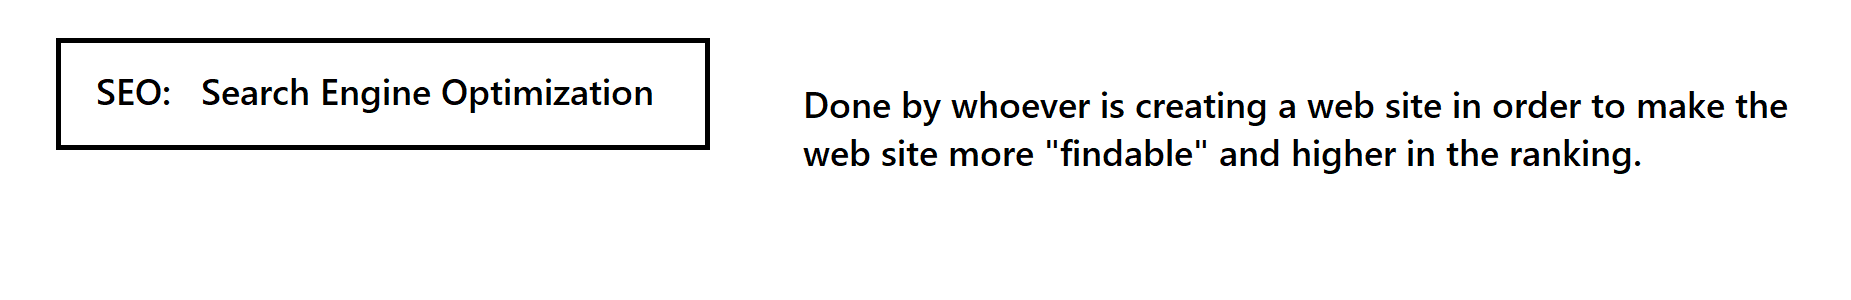 SEO:   Search Engine Optimization
Done by whoever is creating a web site in order to make the
web site more "findable" and higher in the ranking.